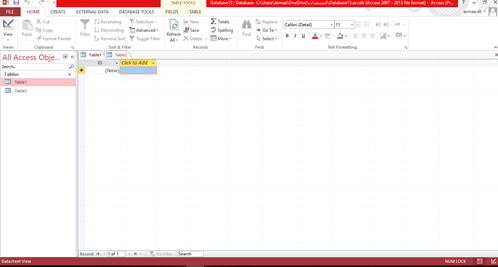 TABLE TOOLS
Database13 : Database- C:\Users\asmaa\OneDrive\المستندات\Database13.accdb (Access 2007 - 2013 file format) - Access (Pr...
FILE HOME CREATE EXTERNAL DATA DATABASE TOOLS FIELDS TABLE
View
Views
Paste
Cut
Copy
Format Painter
Clipboard
Filter
Ascending
Descending
Remove Sort
Selection
Advanced
Toggle Filter
Sort & Filter
Refresh All
New
Save
Delete
Totals
Spelling
More
Records
Find
Replace
Go To
Select
Find
Calibri (Detail) 11
B I U
Text Formatting
All Access Obje...
Search...
Tables
Table1
Table2
Table1 Table2
ID Click to Add
(New)
Record: 1 of 1 No Filter Search
Datasheet View NUM LOCK